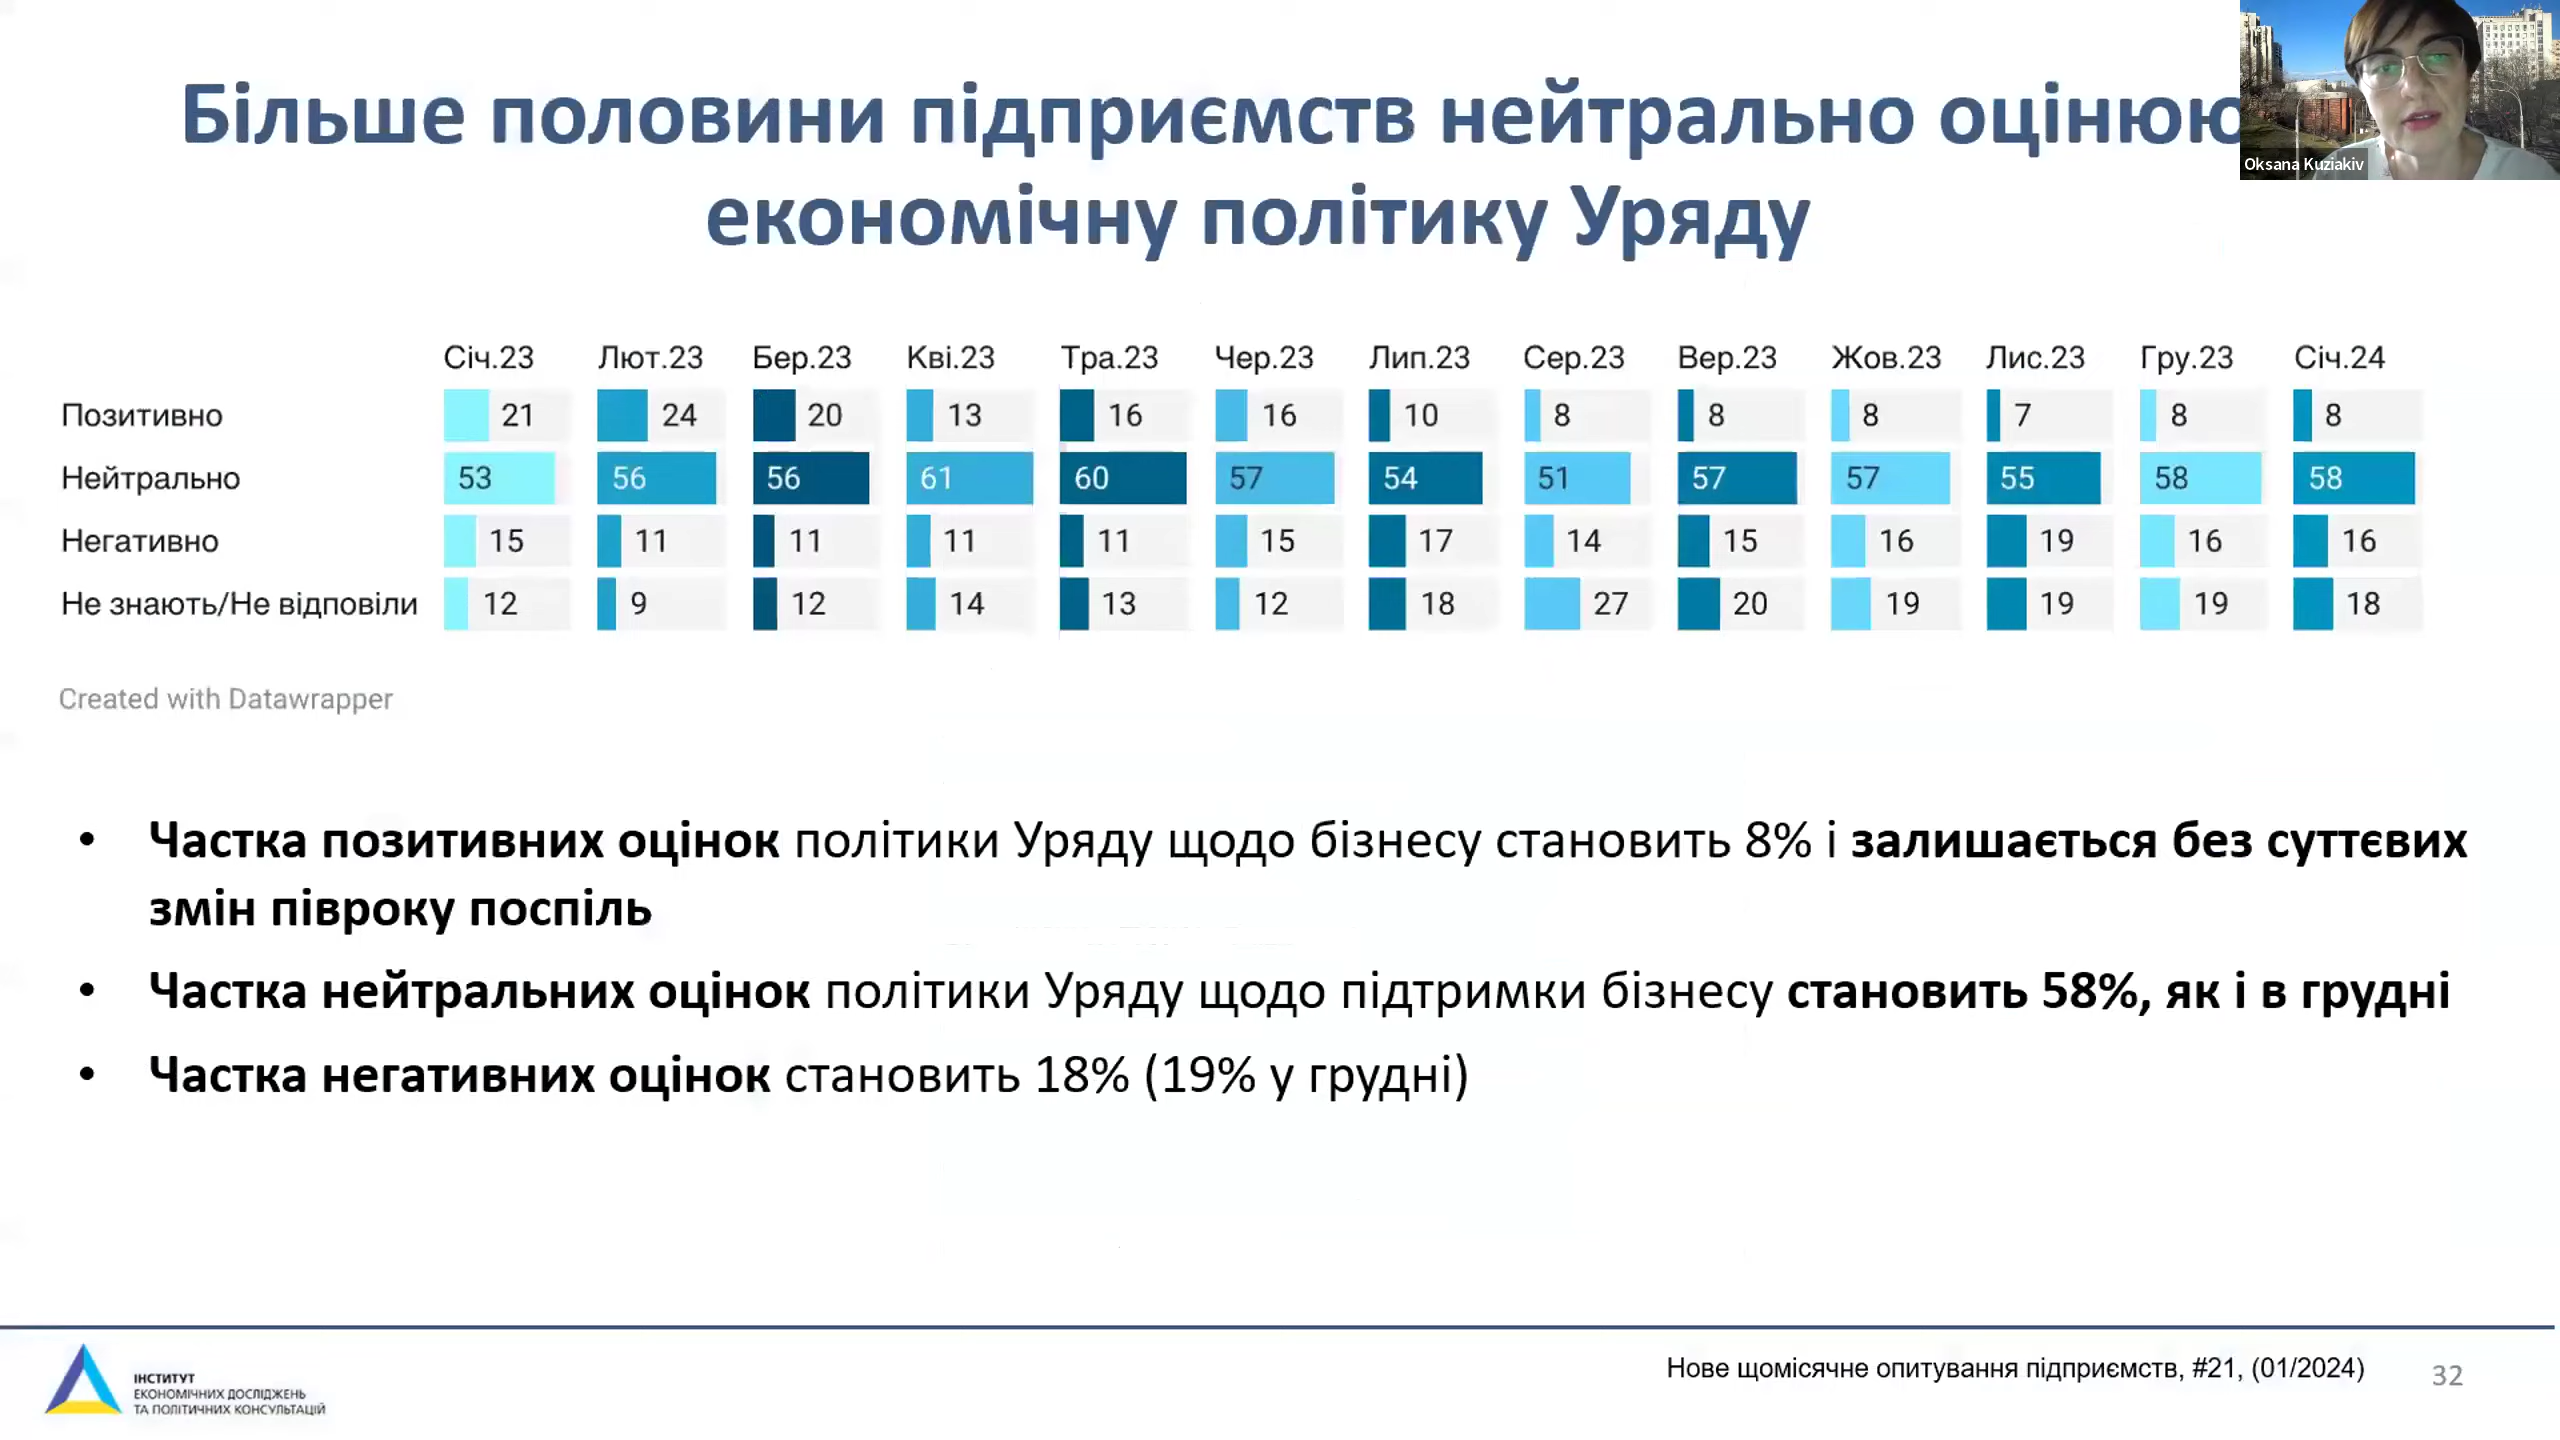 Більше половини підприємств нейтрально оцінюю
економічну політику Уряду
Oksana Kuziakiv
Січ.23 Лют.23 Бер.23 Кві.23 Тра.23 Чер.23 Лип.23 Сер.23 Вер.23 Жов.23 Лис.23 Гру.23 Січ.24
Позитивно 21 24 20 13 16 16 10 8 8 8 7 8 8
Нейтрально 53 56 56 61 60 57 54 51 57 57 55 58 58
Негативно 15 11 11 11 11 15 17 14 15 16 19 16 16
Не знають/Не відповіли 12 9 12 14 13 12 18 27 20 19 19 19 18
Created with Datawrapper
• Частка позитивних оцінок політики Уряду щодо бізнесу становить 8% і залишається без суттєвих
змін півроку поспіль
• Частка нейтральних оцінок політики Уряду щодо підтримки бізнесу становить 58%, як і в грудні
• Частка негативних оцінок становить 18% (19% у грудні)
ІНСТИТУТ
ЕКОНОМІЧНИХ ДОСЛІДЖЕНЬ
ТА ПОЛІТИЧНИХ КОНСУЛЬТАЦІЙ
Нове щомісячне опитування підприємств, #21, (01/2024)
32